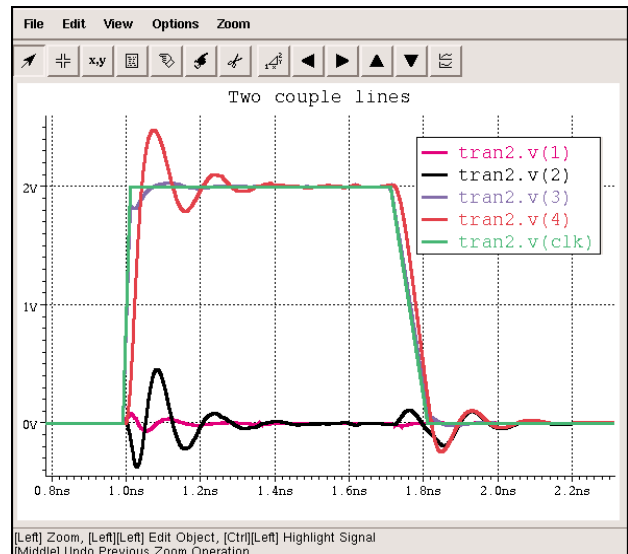 File Edit View Options Zoom
x,y
Two couple lines
tran2.v(1)
tran2.v(2)
tran2.v(3)
tran2.v(4)
tran2.v(clk)
2V
1V
0V
0.8ns 1.0ns 1.2ns 1.4ns 1.6ns 1.8ns 2.0ns 2.2ns
[Left] Zoom, [Left][Left] Edit Object, [Ctrl][Left] Highlight Signal
[Middle] Undo Previous Zoom Operation